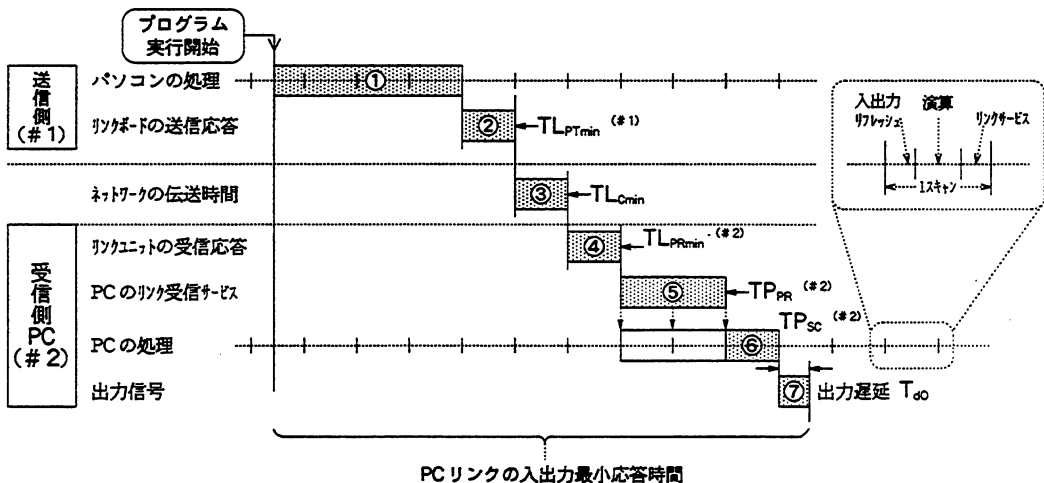 プログラム
実行開始
送信側
(#1)
パソコンの処理
①
リンクボードの送信応答
②
TLPTmin (#1)
ネットワークの伝送時間
③
TLCmin
受信側
PC
(#2)
リンクユニットの受信応答
④
TLPRmin (#2)
PCのリンク受信サービス
⑤
TPPR (#2)
PCの処理
⑥
TPSC (#2)
出力信号
⑦
出力遅延 TdO
入出力
リフレッシュ
演算
リンクサービス
1スキャン
PCリンクの入出力最小応答時間